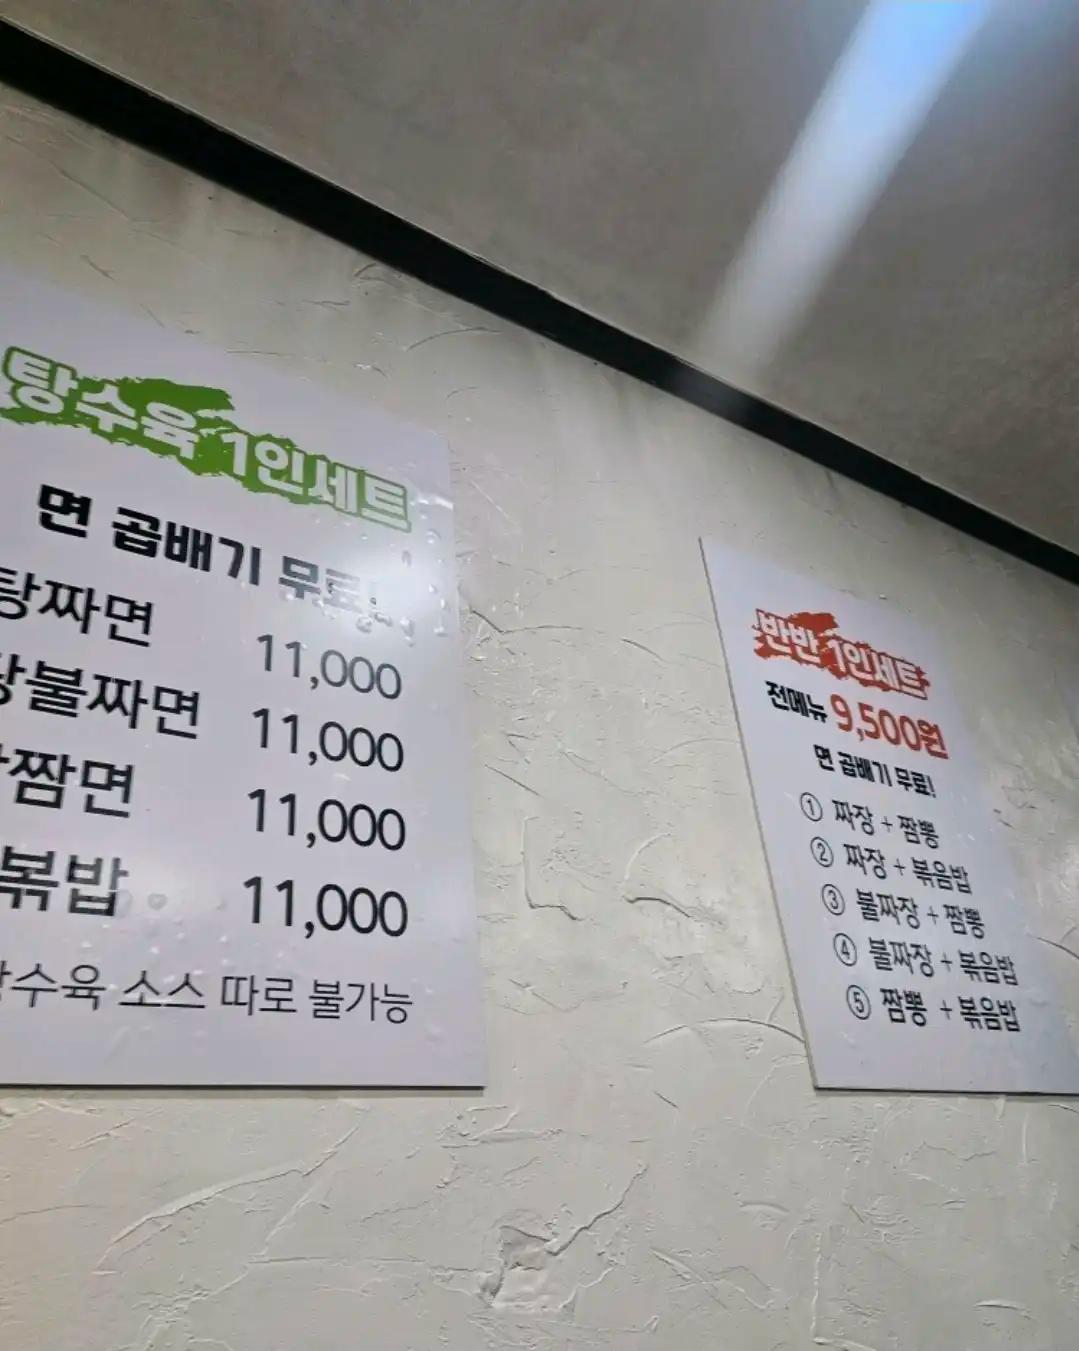 탕수육 1인세트
면 곱배기 무료!
탕짜면 11,000
탕불짜면 11,000
짬면 11,000
볶밥 11,000
탕수육 소스 따로 불가능
반반 1인세트
전메뉴 9,500원
면 곱배기 무료!
① 짜장 + 짬뽕
② 짜장 + 볶음밥
③ 불짜장 + 짬뽕
④ 불짜장 + 볶음밥
⑤ 짬뽕 + 볶음밥